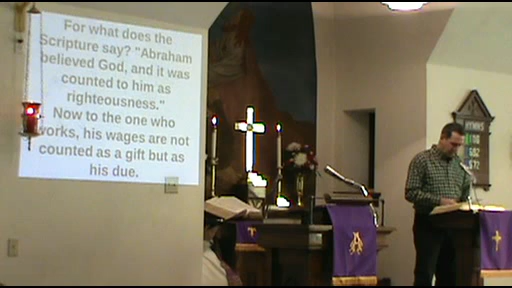 For what does the
Scripture say? "Abraham
believed God, and it was
counted to him as
righteousness."
Now to the one who
works, his wages are not
counted as a gift but as
his due.
HYMNS